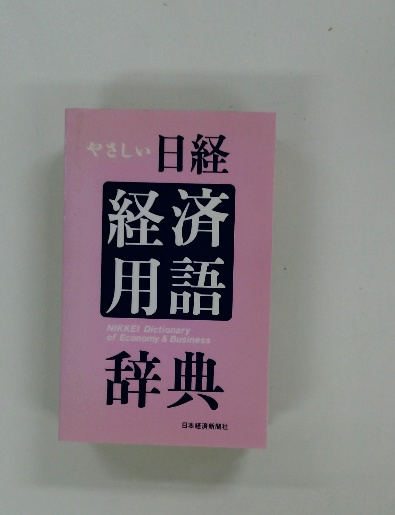 やさしい 日経
経済
用語
NIKKEI Dictionary
of Economy & Business
辞典
日本経済新聞社